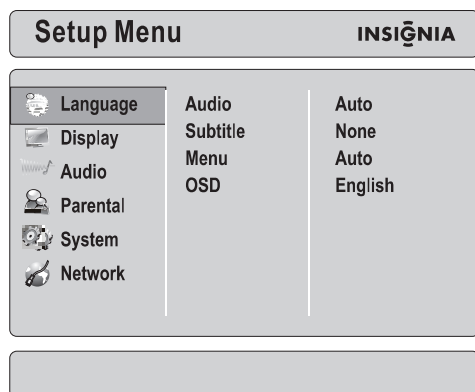 Setup Menu INSIGNIA
Language Audio Auto
Display Subtitle None
Audio Menu Auto
Parental OSD English
System
Network